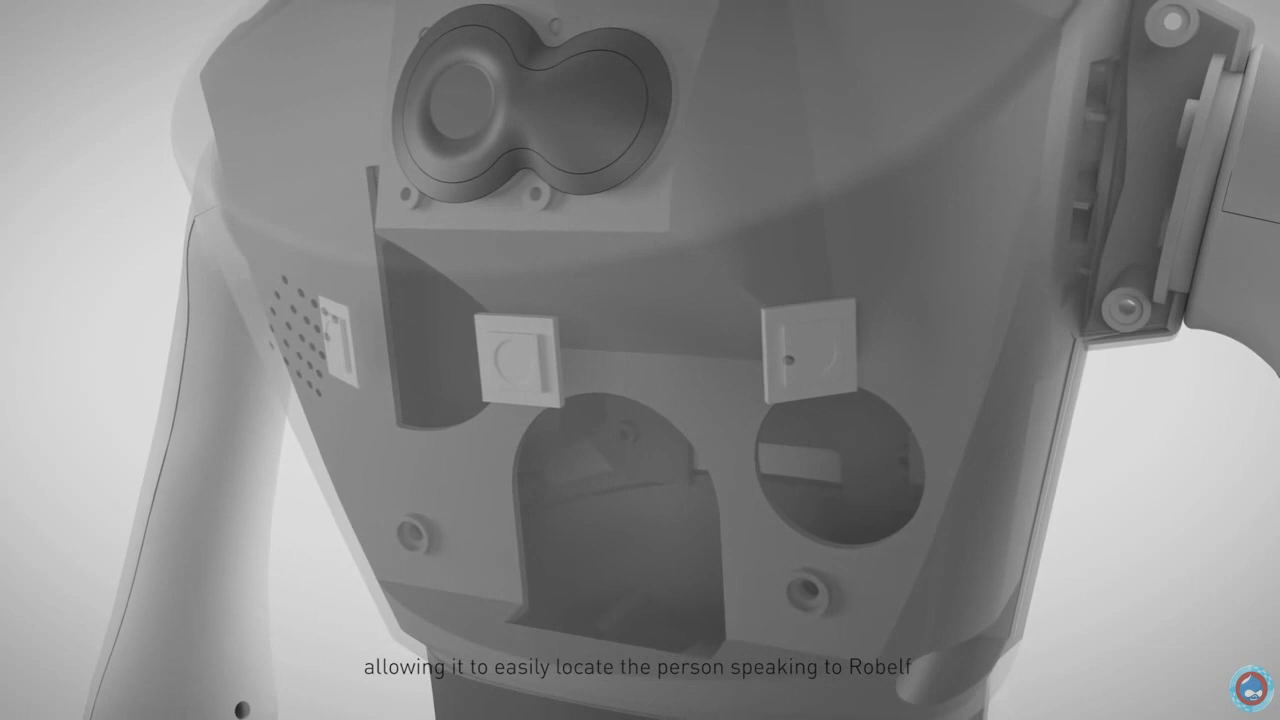 allowing it to easily locate the person speaking to Robelf